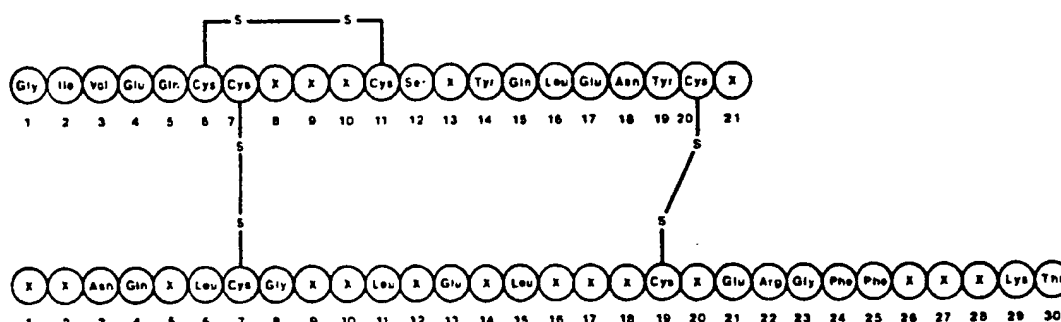 S S
Gly Ile Val Glu Gln Cys Cys X X X Cys Ser X Tyr Gln Leu Glu Asn Tyr Cys X
1 2 3 4 5 6 7 8 9 10 11 12 13 14 15 16 17 18 19 20 21
S S
S S
X X Asn Gln X Leu Cys Gly X X Leu X Glu X Leu X X X Cys X Glu Arg Gly Phe Phe X X X Lys Thr
1 2 3 4 5 6 7 8 9 10 11 12 13 14 15 16 17 18 19 20 21 22 23 24 25 26 27 28 29 30